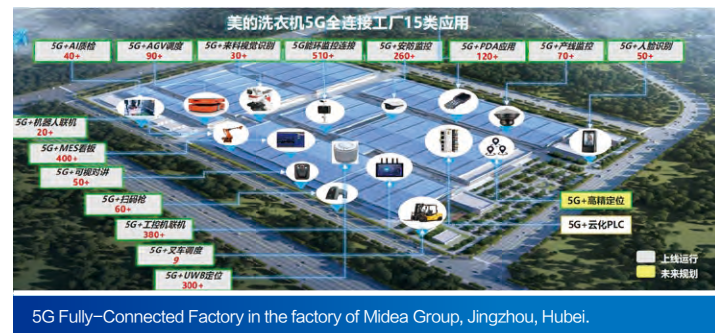 美的洗衣机5G全连接工厂15类应用
5G+AI质检
40+
5G+AGV调度
90+
5G+来料视觉识别
30+
5G能环监控连接
510+
5G+安防监控
260+
5G+PDA应用
120+
5G+产线监控
70+
5G+人脸识别
50+
5G+机器人联机
20+
5G+MES看板
400+
5G+可视对讲
50+
5G+扫码枪
60+
5G+工控机联机
380+
5G+叉车调度
9
5G+UWB定位
300+
5G+高精定位
5G+云化PLC
上线运行
未来规划
5G Fully-Connected Factory in the factory of Midea Group, Jingzhou, Hubei.